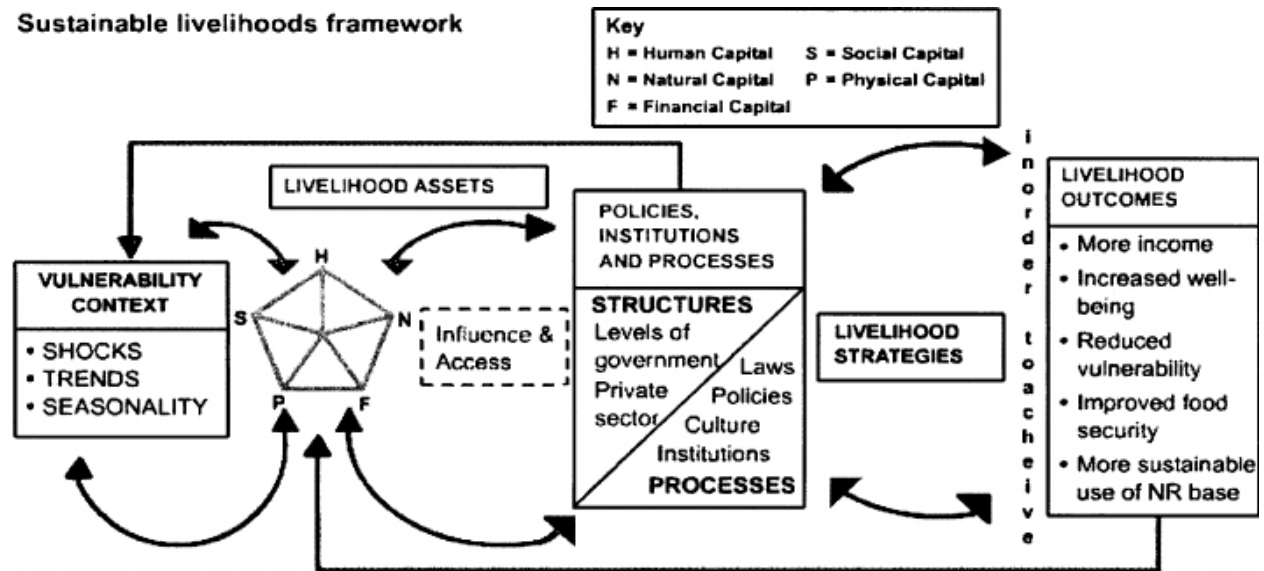 Sustainable livelihoods framework
Key
H = Human Capital S = Social Capital
N = Natural Capital P = Physical Capital
F = Financial Capital
LIVELIHOOD ASSETS
VULNERABILITY
CONTEXT
• SHOCKS
• TRENDS
• SEASONALITY
H
S
N
P
F
Influence &
Access
POLICIES,
INSTITUTIONS
AND PROCESSES
STRUCTURES
Levels of
government
Private
sector
Laws
Policies
Culture
Institutions
PROCESSES
LIVELIHOOD
STRATEGIES
inorder toacheive
LIVELIHOOD
OUTCOMES
• More income
• Increased well-
being
• Reduced
vulnerability
• Improved food
security
• More sustainable
use of NR base